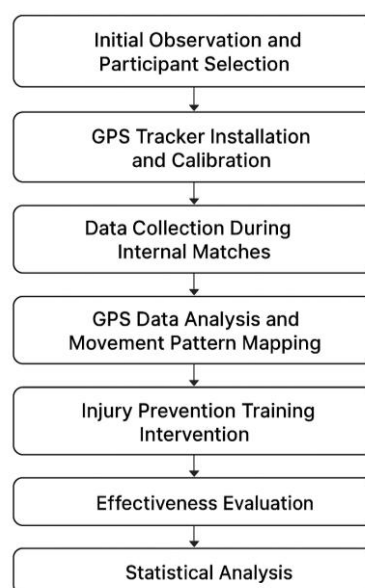 Initial Observation and
Participant Selection
GPS Tracker Installation
and Calibration
Data Collection During
Internal Matches
GPS Data Analysis and
Movement Pattern Mapping
Injury Prevention Training
Intervention
Effectiveness Evaluation
Statistical Analysis